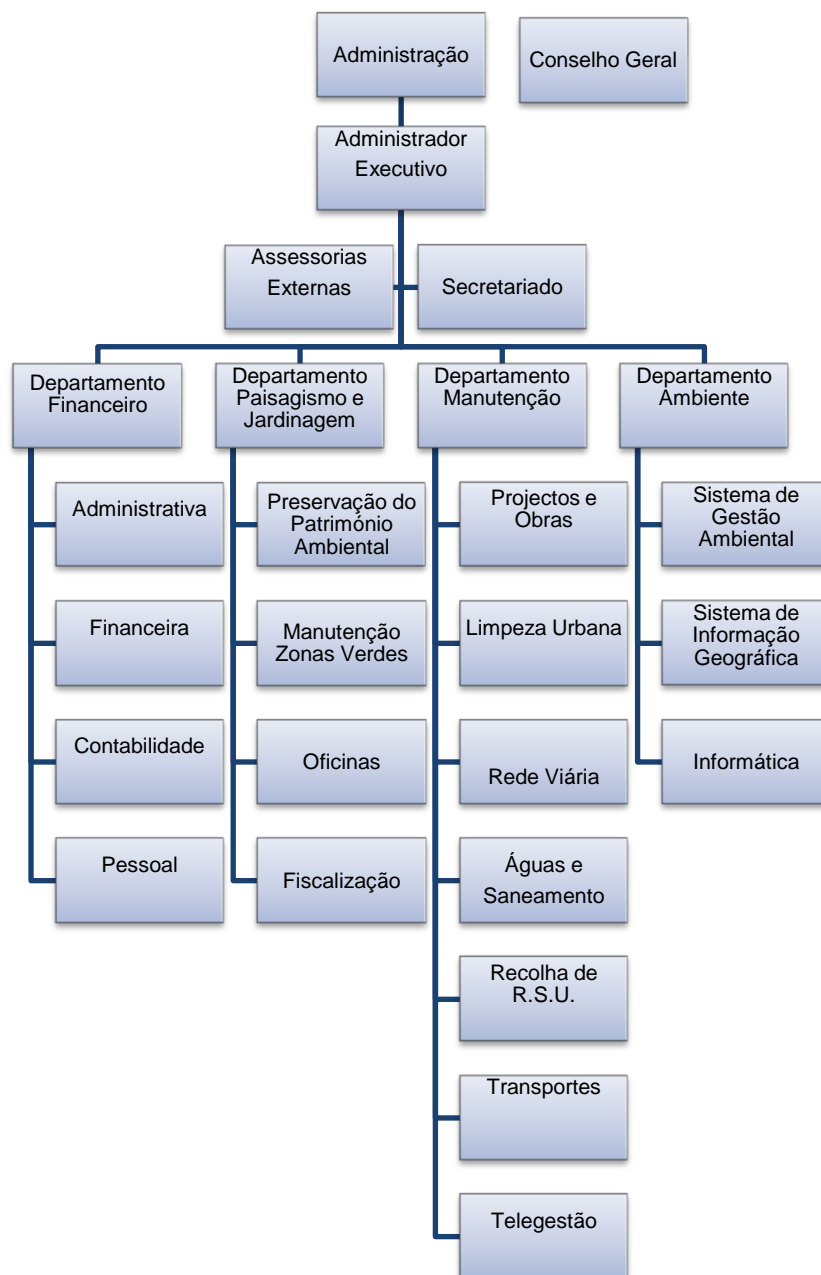 Administração
Conselho Geral
Administrador
Executivo
Assessorias
Externas
Secretariado
Departamento
Financeiro
Departamento
Paisagismo e
Jardinagem
Departamento
Manutenção
Departamento
Ambiente
Administrativa
Financeira
Contabilidade
Pessoal
Preservação do
Património
Ambiental
Manutenção
Zonas Verdes
Oficinas
Fiscalização
Projectos e
Obras
Limpeza Urbana
Rede Viária
Águas e
Saneamento
Recolha de
R.S.U.
Transportes
Telegestão
Sistema de
Gestão
Ambiental
Sistema de
Informação
Geográfica
Informática